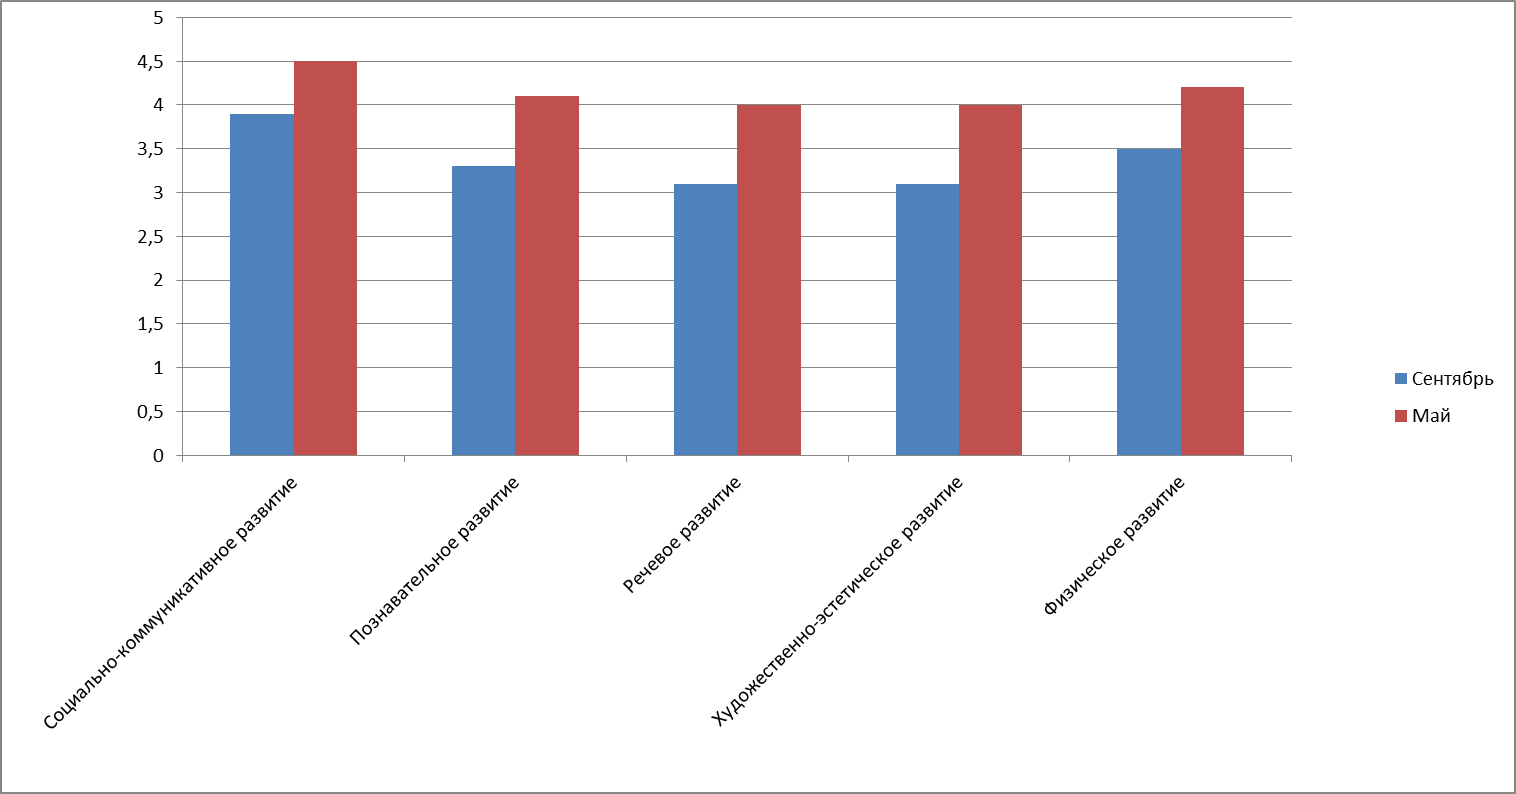 5
4,5
4
3,5
3
2,5
2
1,5
1
0,5
0
Социально-коммуникативное развитие
Познавательное развитие
Речевое развитие
Художественно-эстетическое развитие
Физическое развитие
Сентябрь
Май